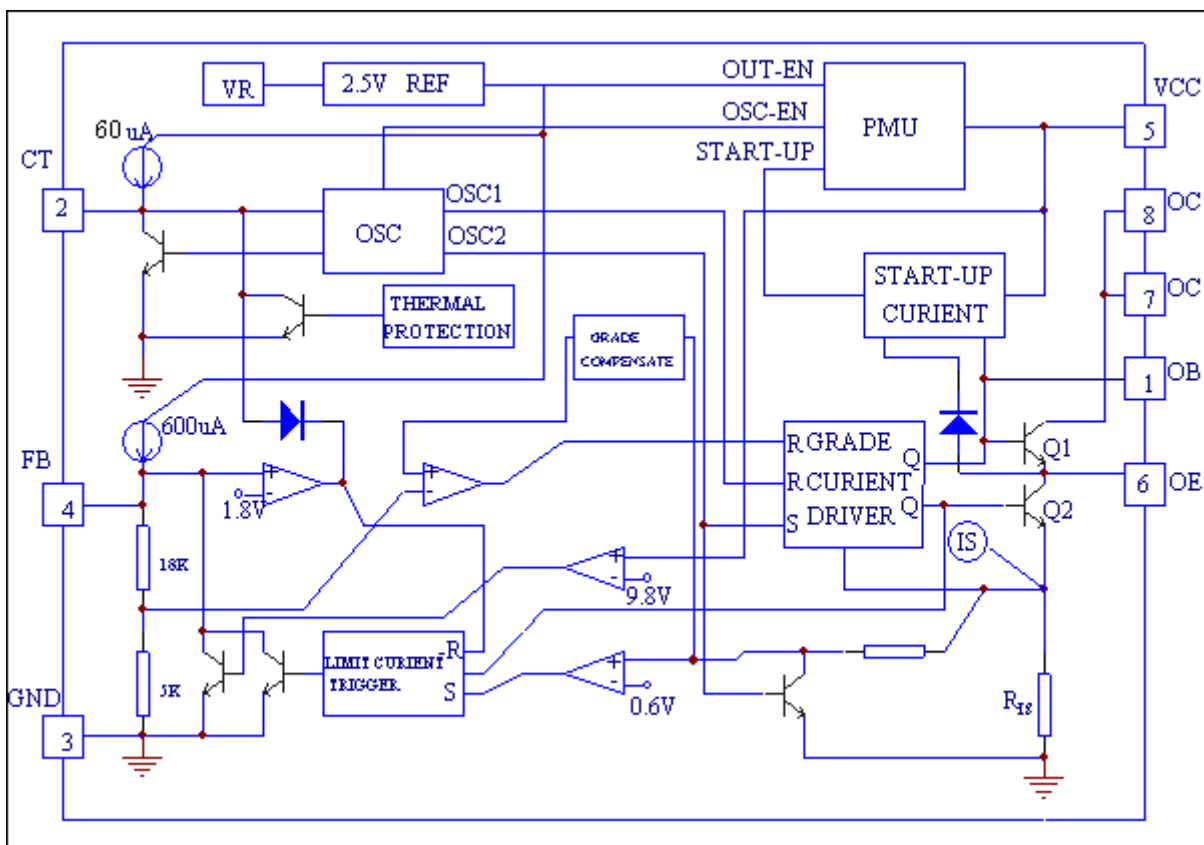 OUT-EN
VCC
VR
2.5V REF
60 uA
OSC-EN
PMU
5
CT
START-UP
2
OSC1
OC
8
OSC
OSC2
START-UP
CURIENT
OC
7
THERMAL
PROTECTION
GRADE
COMPENSATE
OB
1
600uA
FB
+
-
1.8V
+
-
R GRADE
Q
R CURIENT
Q
S DRIVER
Q1
6
OE
Q2
4
IS
18K
+
-
9.8V
-R
LIMIT CURIENT
TRIGGER
S
+
-
0.6V
5K
GND
3
RIS